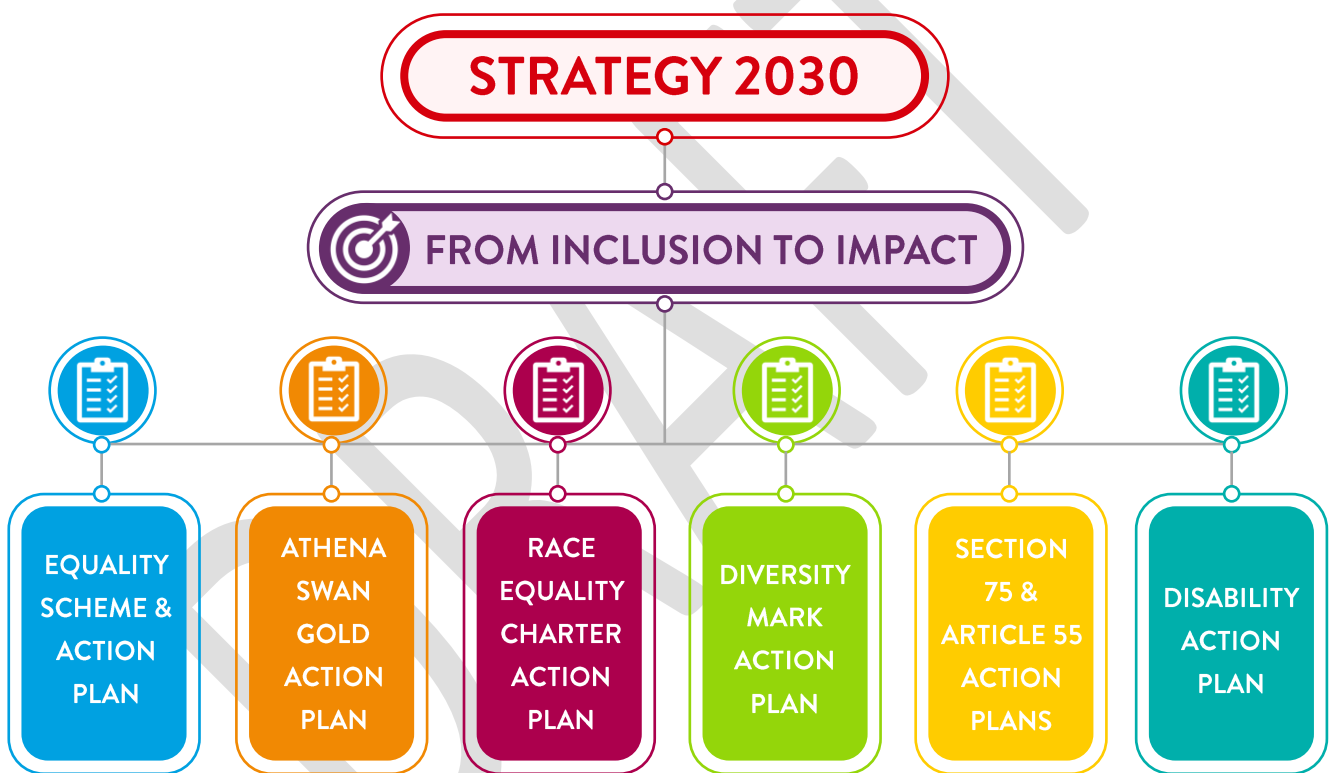 STRATEGY 2030
FROM INCLUSION TO IMPACT
EQUALITY
SCHEME &
ACTION
PLAN
ATHENA
SWAN
GOLD
ACTION
PLAN
RACE
EQUALITY
CHARTER
ACTION
PLAN
DIVERSITY
MARK
ACTION
PLAN
SECTION
75 &
ARTICLE 55
ACTION
PLANS
DISABILITY
ACTION
PLAN
DRAFT